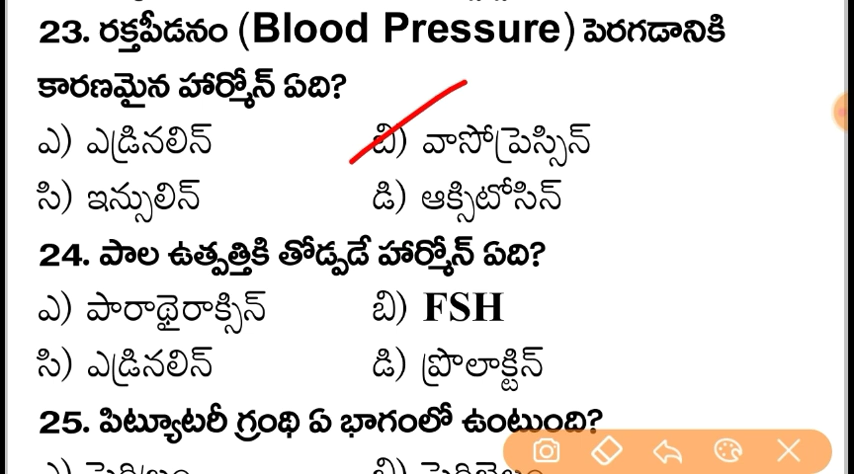 23. రక్తపీడనం (Blood Pressure) పెరగడానికి
కారణమైన హార్మోన్ ఏది?
ఎ) ఎడ్రినలిన్ బి) వాసోప్రెస్సిన్
సి) ఇన్సులిన్ డి) ఆక్సిటోసిన్
24. పాల ఉత్పత్తికి తోడ్పడే హార్మోన్ ఏది?
ఎ) పారాథైరాక్సిన్ బి) FSH
సి) ఎడ్రినలిన్ డి) ప్రొలాక్టిన్
25. పిట్యూటరీ గ్రంథి ఏ భాగంలో ఉంటుంది?